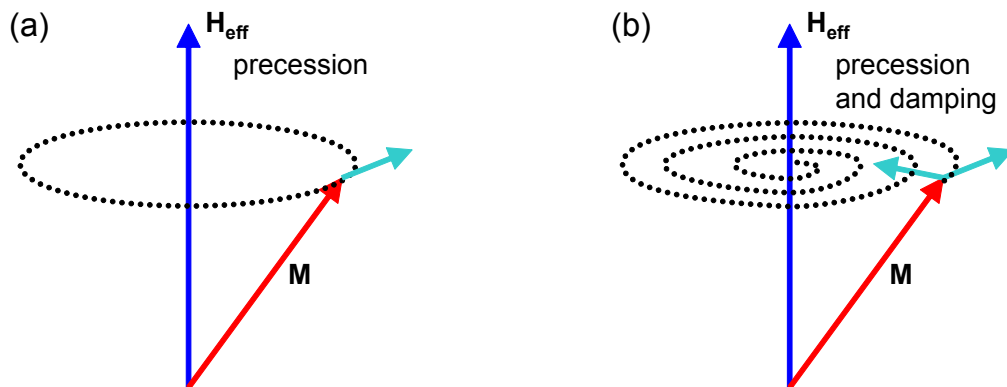 (a)
H_eff
precession
M
(b)
H_eff
precession
and damping
M